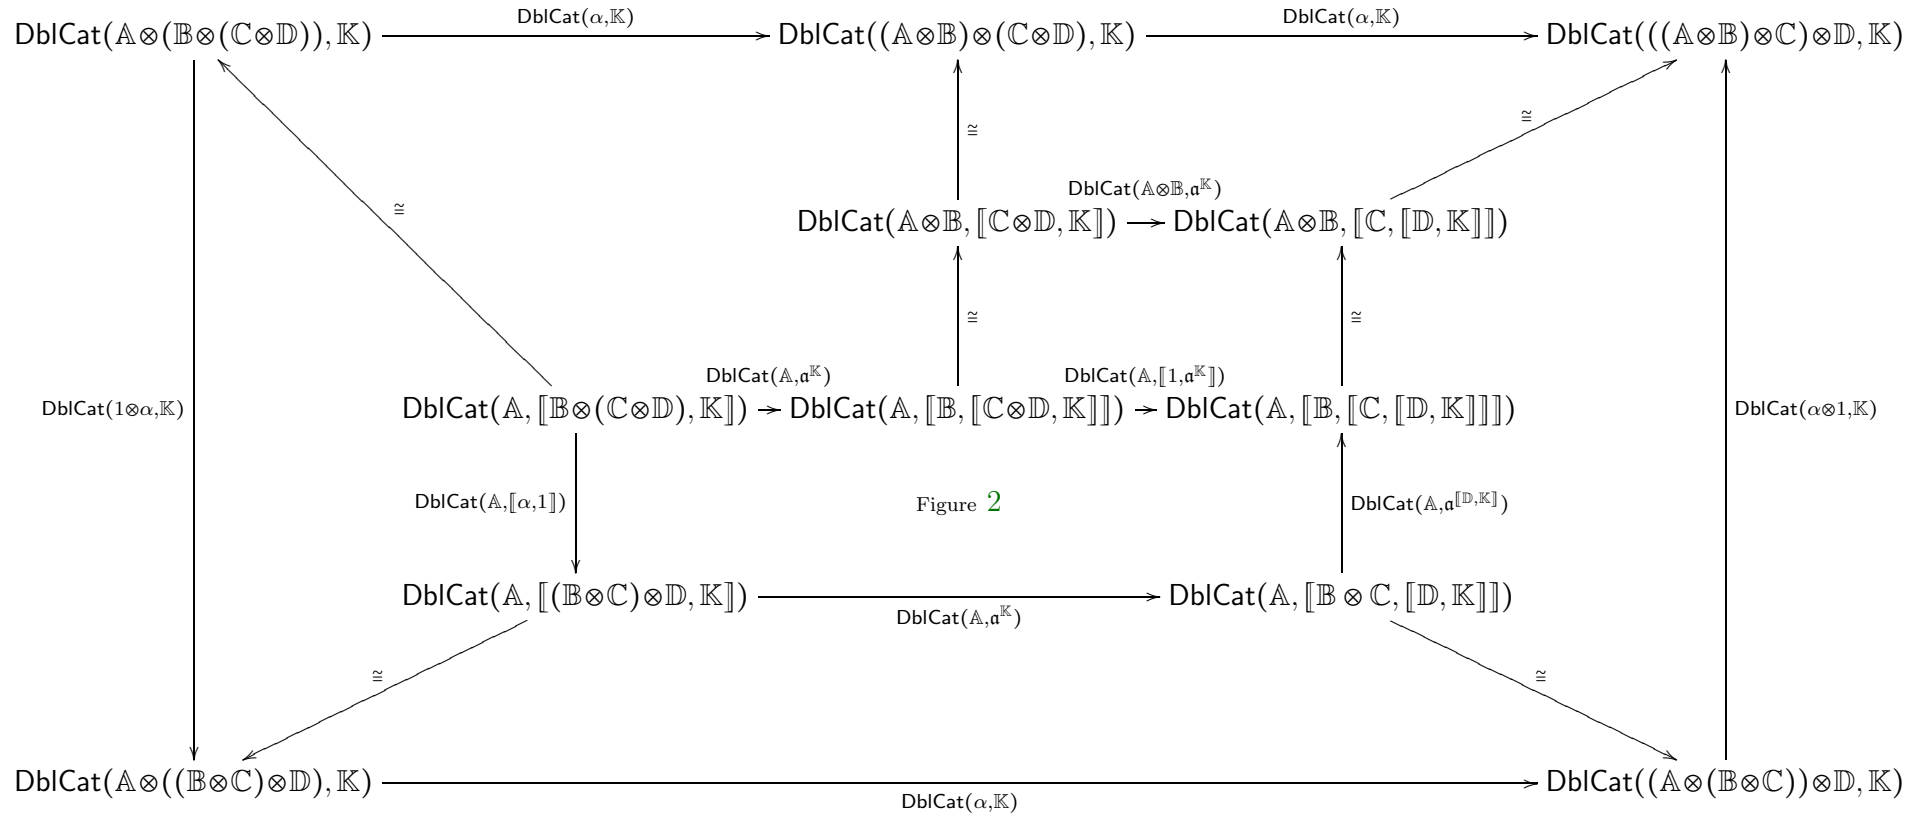 DblCat(α,𝕂) DblCat(α,𝕂)
DblCat(𝔸⊗(𝔹⊗(ℂ⊗𝔻)),𝕂) DblCat((𝔸⊗𝔹)⊗(ℂ⊗𝔻),𝕂) DblCat(((𝔸⊗𝔹)⊗ℂ)⊗𝔻,𝕂)
≅
≅
DblCat(𝔸⊗𝔹,𝔞^𝕂)
≅
DblCat(𝔸⊗𝔹,⟦ℂ⊗𝔻,𝕂⟧) DblCat(𝔸⊗𝔹,⟦ℂ,⟦𝔻,𝕂⟧⟧)
≅ ≅
DblCat(𝔸,𝔞^𝕂) DblCat(𝔸,⟦1,𝔞^𝕂⟧)
DblCat(1⊗α,𝕂) DblCat(𝔸,⟦𝔹⊗(ℂ⊗𝔻),𝕂⟧) DblCat(𝔸,⟦𝔹,⟦ℂ⊗𝔻,𝕂⟧⟧) DblCat(𝔸,⟦𝔹,⟦ℂ,⟦𝔻,𝕂⟧⟧⟧) DblCat(α⊗1,𝕂)
DblCat(𝔸,⟦α,1⟧) Figure 2 DblCat(𝔸,𝔞^⟦𝔻,𝕂⟧)
DblCat(𝔸,⟦(𝔹⊗ℂ)⊗𝔻,𝕂⟧) DblCat(𝔸,⟦𝔹⊗ℂ,⟦𝔻,𝕂⟧⟧)
DblCat(𝔸,𝔞^𝕂)
≅ ≅
DblCat(𝔸⊗((𝔹⊗ℂ)⊗𝔻),𝕂) DblCat((𝔸⊗(𝔹⊗ℂ))⊗𝔻,𝕂)
DblCat(α,𝕂)